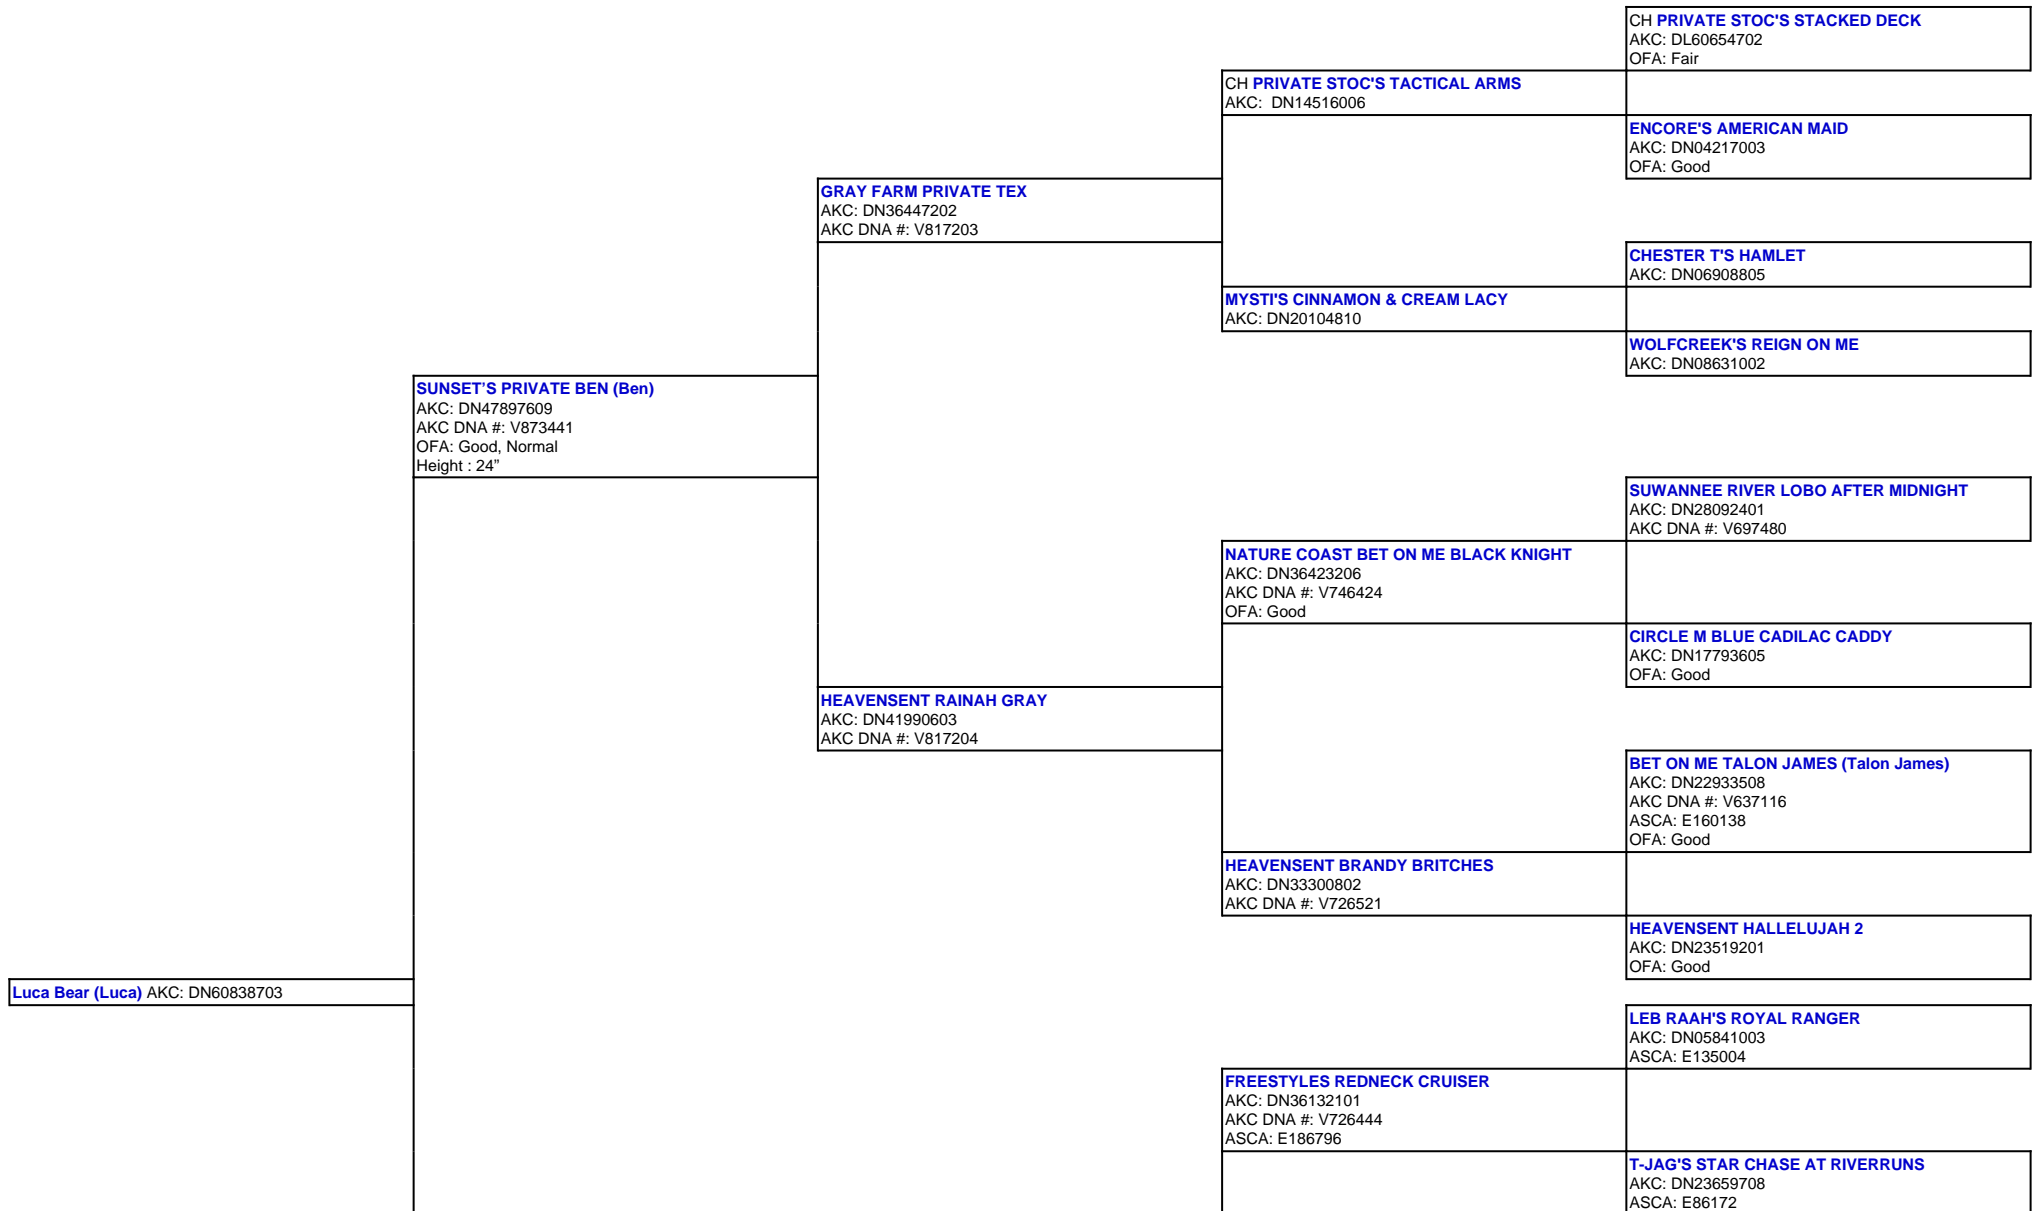 CH PRIVATE STOC'S STACKED DECK
AKC: DL60654702
OFA: Fair
CH PRIVATE STOC'S TACTICAL ARMS
AKC: DN14516006
ENCORE'S AMERICAN MAID
AKC: DN04217003
OFA: Good
GRAY FARM PRIVATE TEX
AKC: DN36447202
AKC DNA #: V817203
CHESTER T'S HAMLET
AKC: DN06908805
MYSTI'S CINNAMON & CREAM LACY
AKC: DN20104810
WOLFCREEK'S REIGN ON ME
AKC: DN08631002
SUNSET’S PRIVATE BEN (Ben)
AKC: DN47897609
AKC DNA #: V873441
OFA: Good, Normal
Height : 24”
SUWANNEE RIVER LOBO AFTER MIDNIGHT
AKC: DN28092401
AKC DNA #: V697480
NATURE COAST BET ON ME BLACK KNIGHT
AKC: DN36423206
AKC DNA #: V746424
OFA: Good
CIRCLE M BLUE CADILAC CADDY
AKC: DN17793605
OFA: Good
HEAVENSENT RAINAH GRAY
AKC: DN41990603
AKC DNA #: V817204
BET ON ME TALON JAMES (Talon James)
AKC: DN22933508
AKC DNA #: V637116
ASCA: E160138
OFA: Good
HEAVENSENT BRANDY BRITCHES
AKC: DN33300802
AKC DNA #: V726521
HEAVENSENT HALLELUJAH 2
AKC: DN23519201
OFA: Good
Luca Bear (Luca) AKC: DN60838703
LEB RAAH'S ROYAL RANGER
AKC: DN05841003
ASCA: E135004
FREESTYLES REDNECK CRUISER
AKC: DN36132101
AKC DNA #: V726444
ASCA: E186796
T-JAG'S STAR CHASE AT RIVERRUNS
AKC: DN23659708
ASCA: E86172